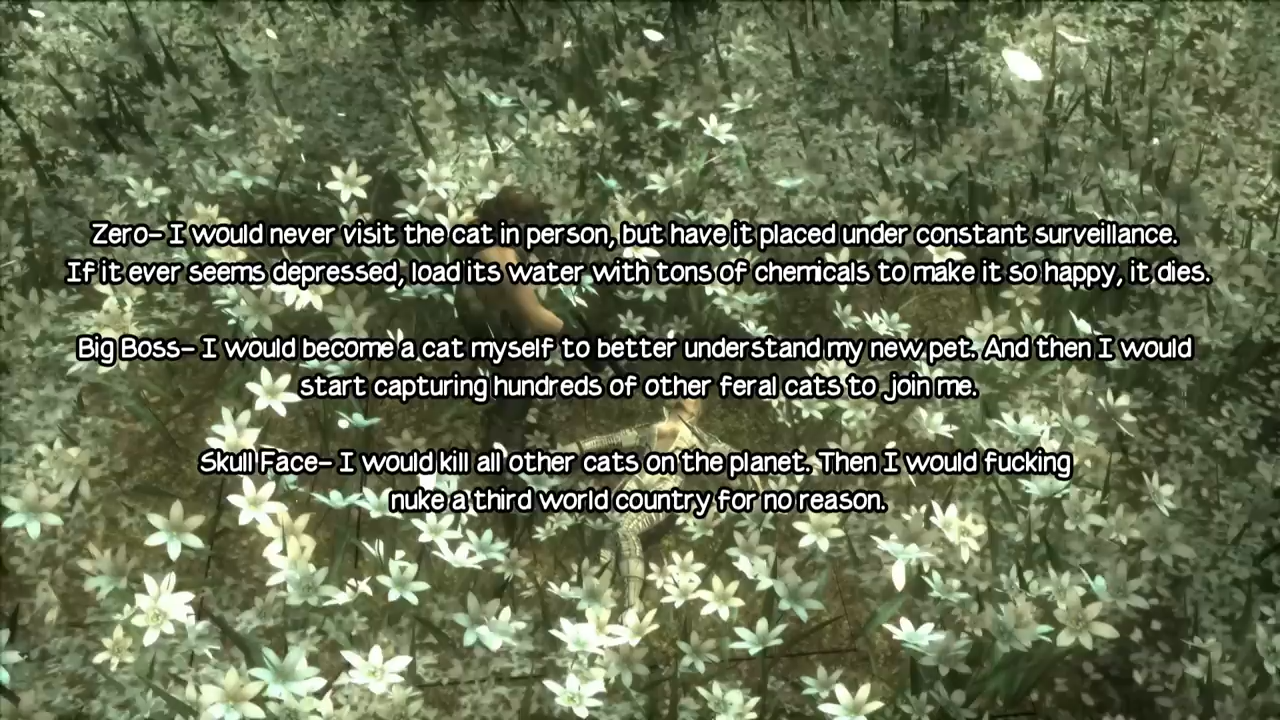 Zero- I would never visit the cat in person, but have it placed under constant surveillance.
If it ever seems depressed, load its water with tons of chemicals to make it so happy, it dies.
Big Boss- I would become a cat myself to better understand my new pet. And then I would
start capturing hundreds of other feral cats to join me.
Skull Face- I would kill all other cats on the planet. Then I would fucking
nuke a third world country for no reason.